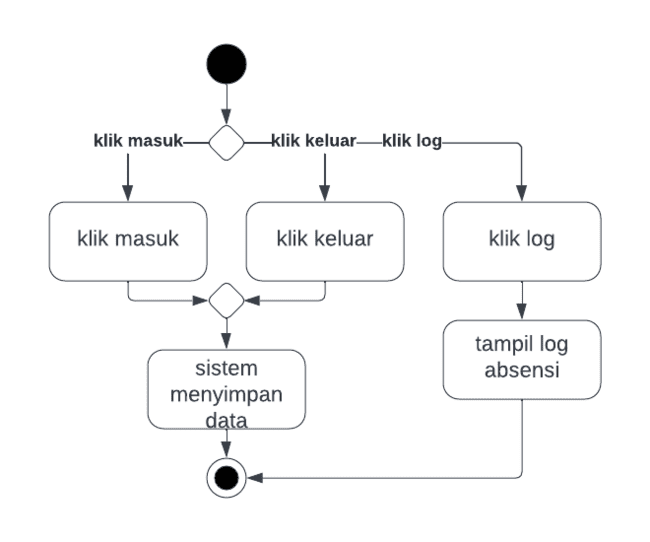 klik masuk
klik keluar
klik log
klik masuk
klik keluar
klik log
tampil log
absensi
sistem
menyimpan
data